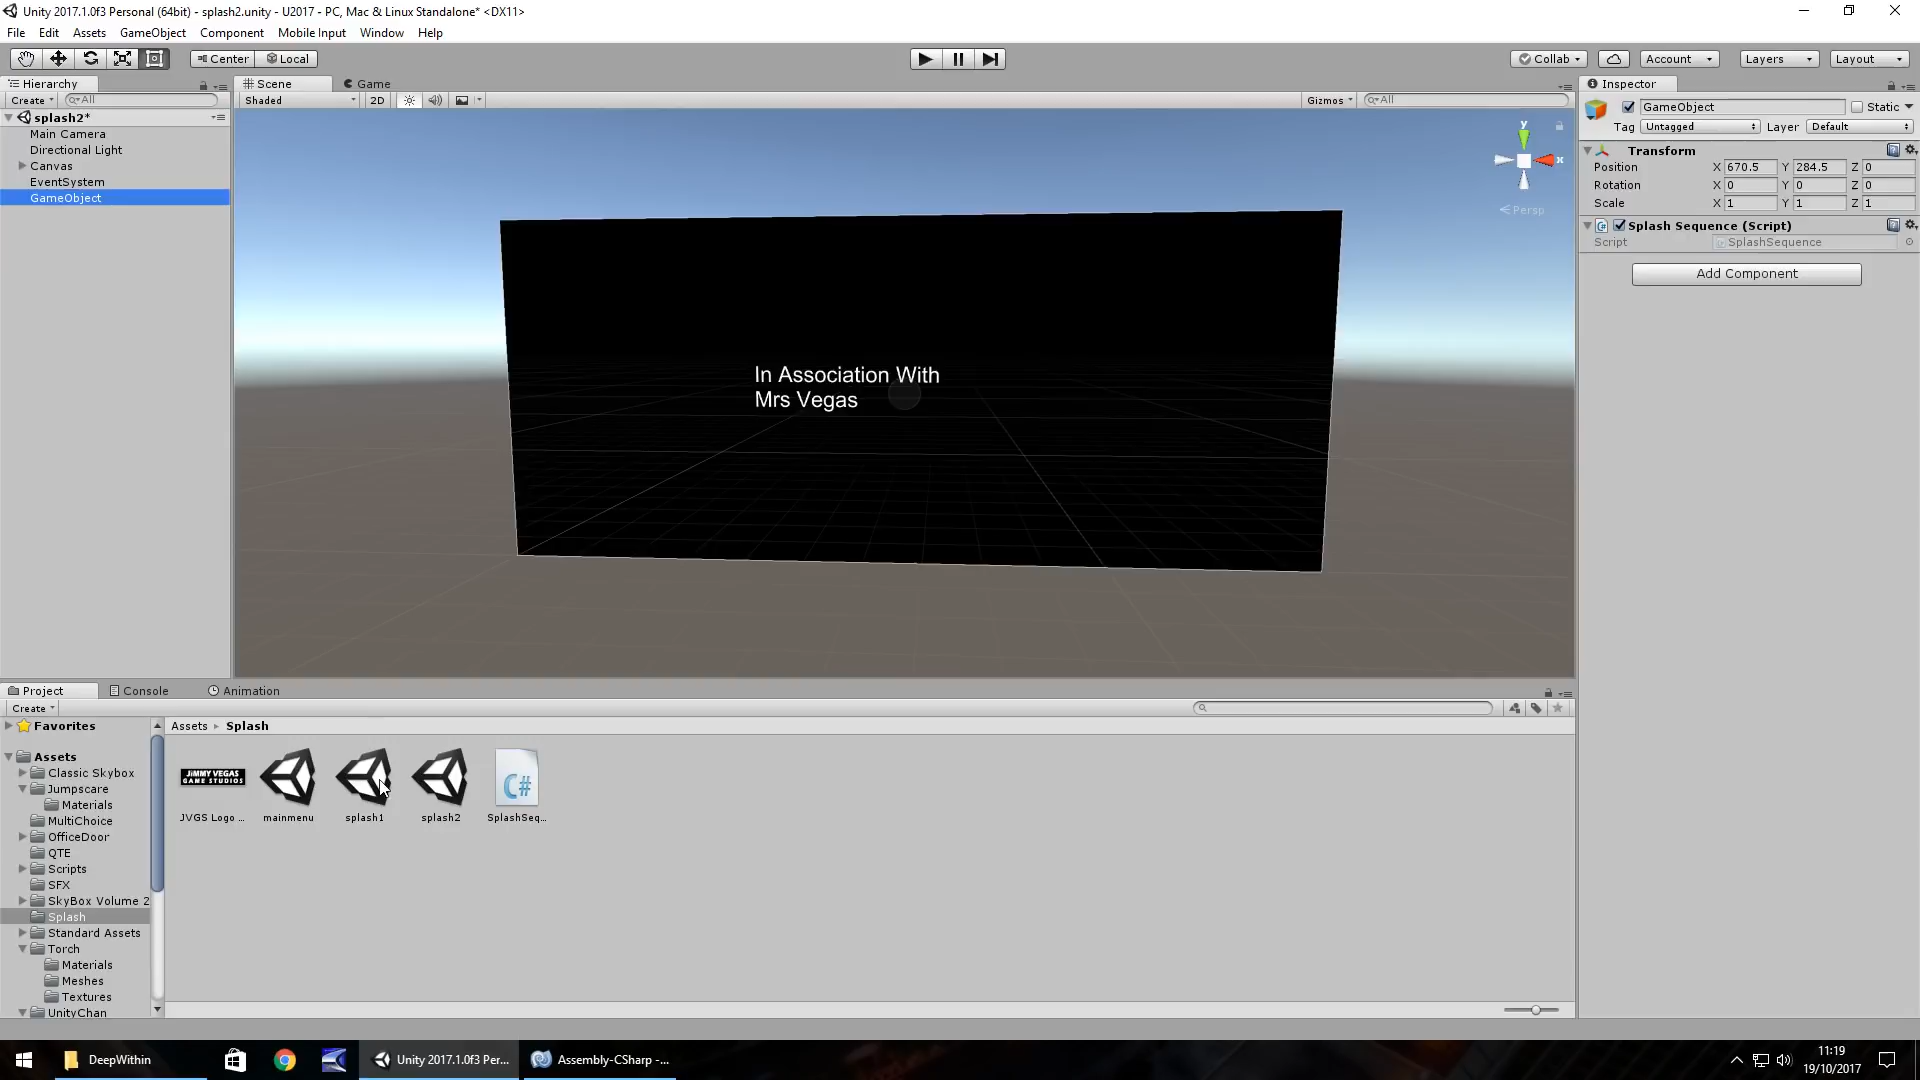 Unity 2017.1.0f3 Personal (64bit) - splash2.unity - U2017 - PC, Mac & Linux Standalone* <DX11>
File Edit Assets GameObject Component Mobile Input Window Help
Center Local Collab Account Layers Layout
Hierarchy Scene Game Inspector
Create All Shaded 2D Gizmos All
GameObject Static
splash2*
Tag Untagged Layer Default
Main Camera
Directional Light
Canvas
EventSystem
GameObject
Transform
Position X 670.5 Y 284.5 Z 0
Rotation X 0 Y 0 Z 0
Scale X 1 Y 1 Z 1
Splash Sequence (Script)
Script SplashSequence
Add Component
y
x
Persp
In Association With
Mrs Vegas
Project Console Animation
Create
Favorites
Assets
Classic Skybox
Jumpscare
Materials
MultiChoice
OfficeDoor
QTE
Scripts
SFX
SkyBox Volume 2
Splash
Standard Assets
Torch
Materials
Meshes
Textures
UnityChan
Assets Splash
JIMMY VEGAS
GAME STUDIOS
C#
JVGS Logo ... mainmenu splash1 splash2 SplashSeq...
DeepWithin Unity 2017.1.0f3 Per... Assembly-CSharp -...
11:19
19/10/2017